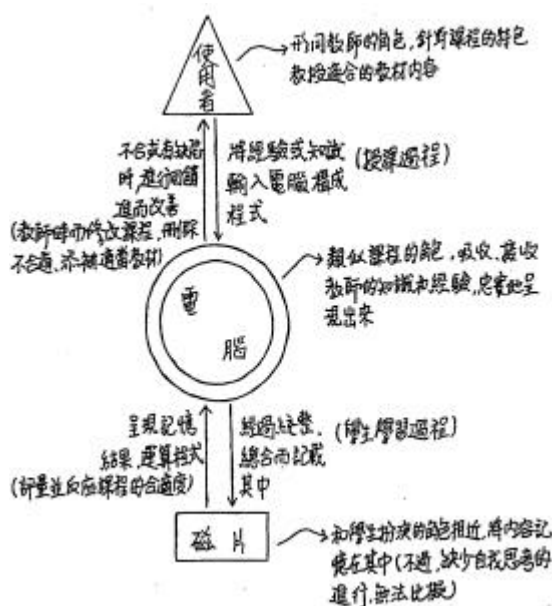 使用者
形同教師的角色,針對課程的特色
教授適合的教材內容
不合或有缺陷
時,進行回饋
進而改善
(教師時而修改課程,刪除
不合適、添補適當教材)
將經驗或知識
輸入電腦構成
程式
(授課過程)
電
腦
類似課程的角色,吸收、接收
教師的知識和經驗,忠實地呈
現出來
呈現記憶
結果,運算程式
(評量並反應課程的合適度)
經過統整、
總合而記載
其中
(學生學習過程)
磁片
和學生扮演的角色相近,將內容記
憶在其中(不過,缺少自我思考的
進行,無法比擬)